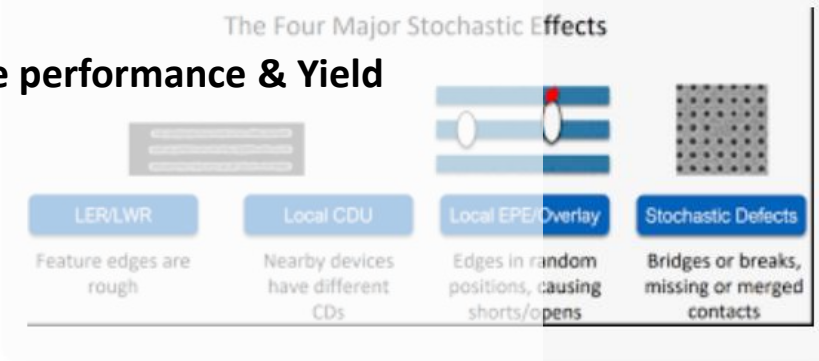 The Four Major Stochastic Effects
e performance & Yield
LER/LWR
Feature edges are
rough
Local CDU
Nearby devices
have different
CDs
Local EPE/Overlay
Edges in random
positions, causing
shorts/opens
Stochastic Defects
Bridges or breaks,
missing or merged
contacts